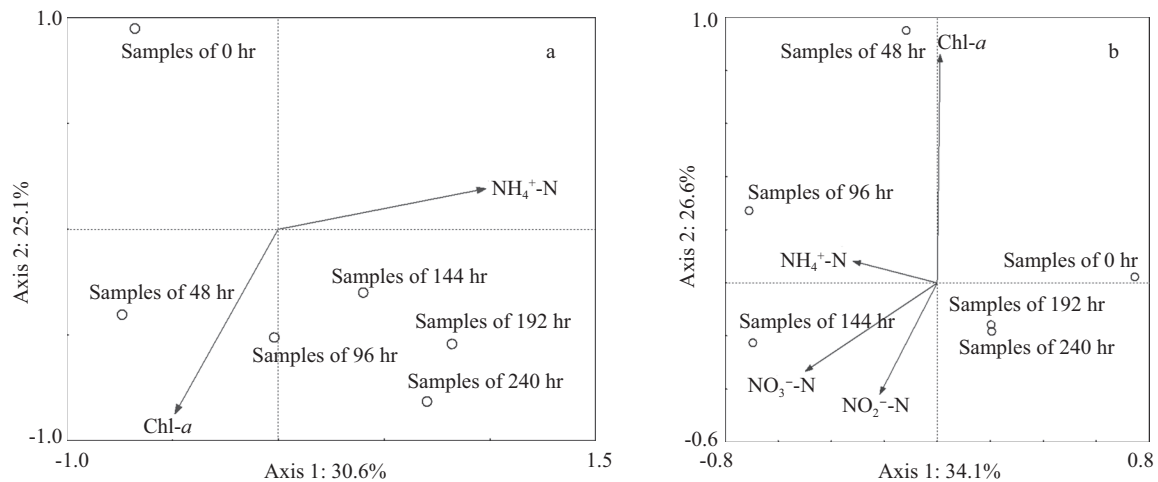 1.0
a
Samples of 0 hr
NH₄⁺-N
Axis 2: 25.1%
Samples of 144 hr
Samples of 48 hr
Samples of 192 hr
Samples of 96 hr
Samples of 240 hr
Chl-a
-1.0
-1.0
Axis 1: 30.6%
1.5
1.0
b
Chl-a
Samples of 48 hr
Axis 2: 26.6%
Samples of 96 hr
NH₄⁺-N
Samples of 0 hr
Samples of 192 hr
Samples of 144 hr
Samples of 240 hr
NO₃⁻-N
NO₂⁻-N
-0.6
-0.8
Axis 1: 34.1%
0.8